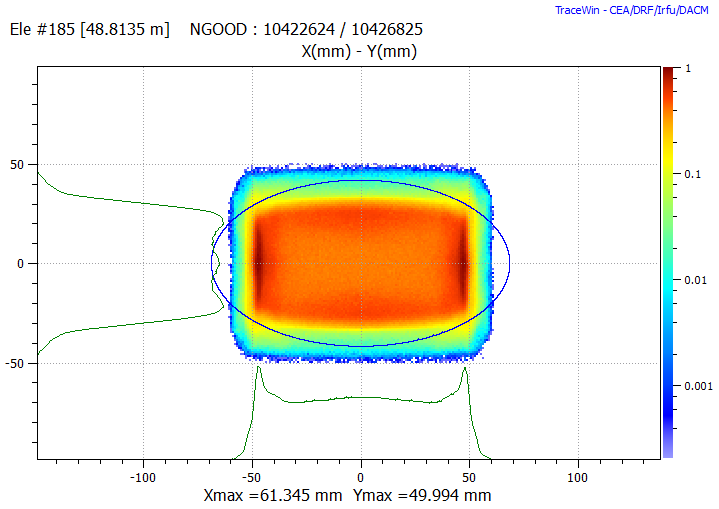 TraceWin - CEA/DRF/Irfu/DACM
Ele #185 [48.8135 m] NGOOD : 10422624 / 10426825
X(mm) - Y(mm)
1
50
0.1
0
0.01
-50
0.001
-100 -50 0 50 100
Xmax =61.345 mm Ymax =49.994 mm